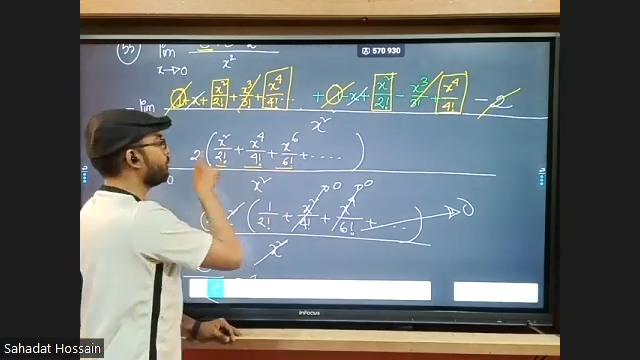 (55) lim
x→0 x²
lim 1+x+x²/2!+x³/3!+x⁴/4! ... + 1-x+x²/2!-x³/3!+x⁴/4! - 2
x²
2(x²/2!+x⁴/4!+x⁶/6!+.....)
x²
(1/2!+x²/4!+x⁴/6!+...) → 0
x²
570 930
InFocus
Sahadat Hossain